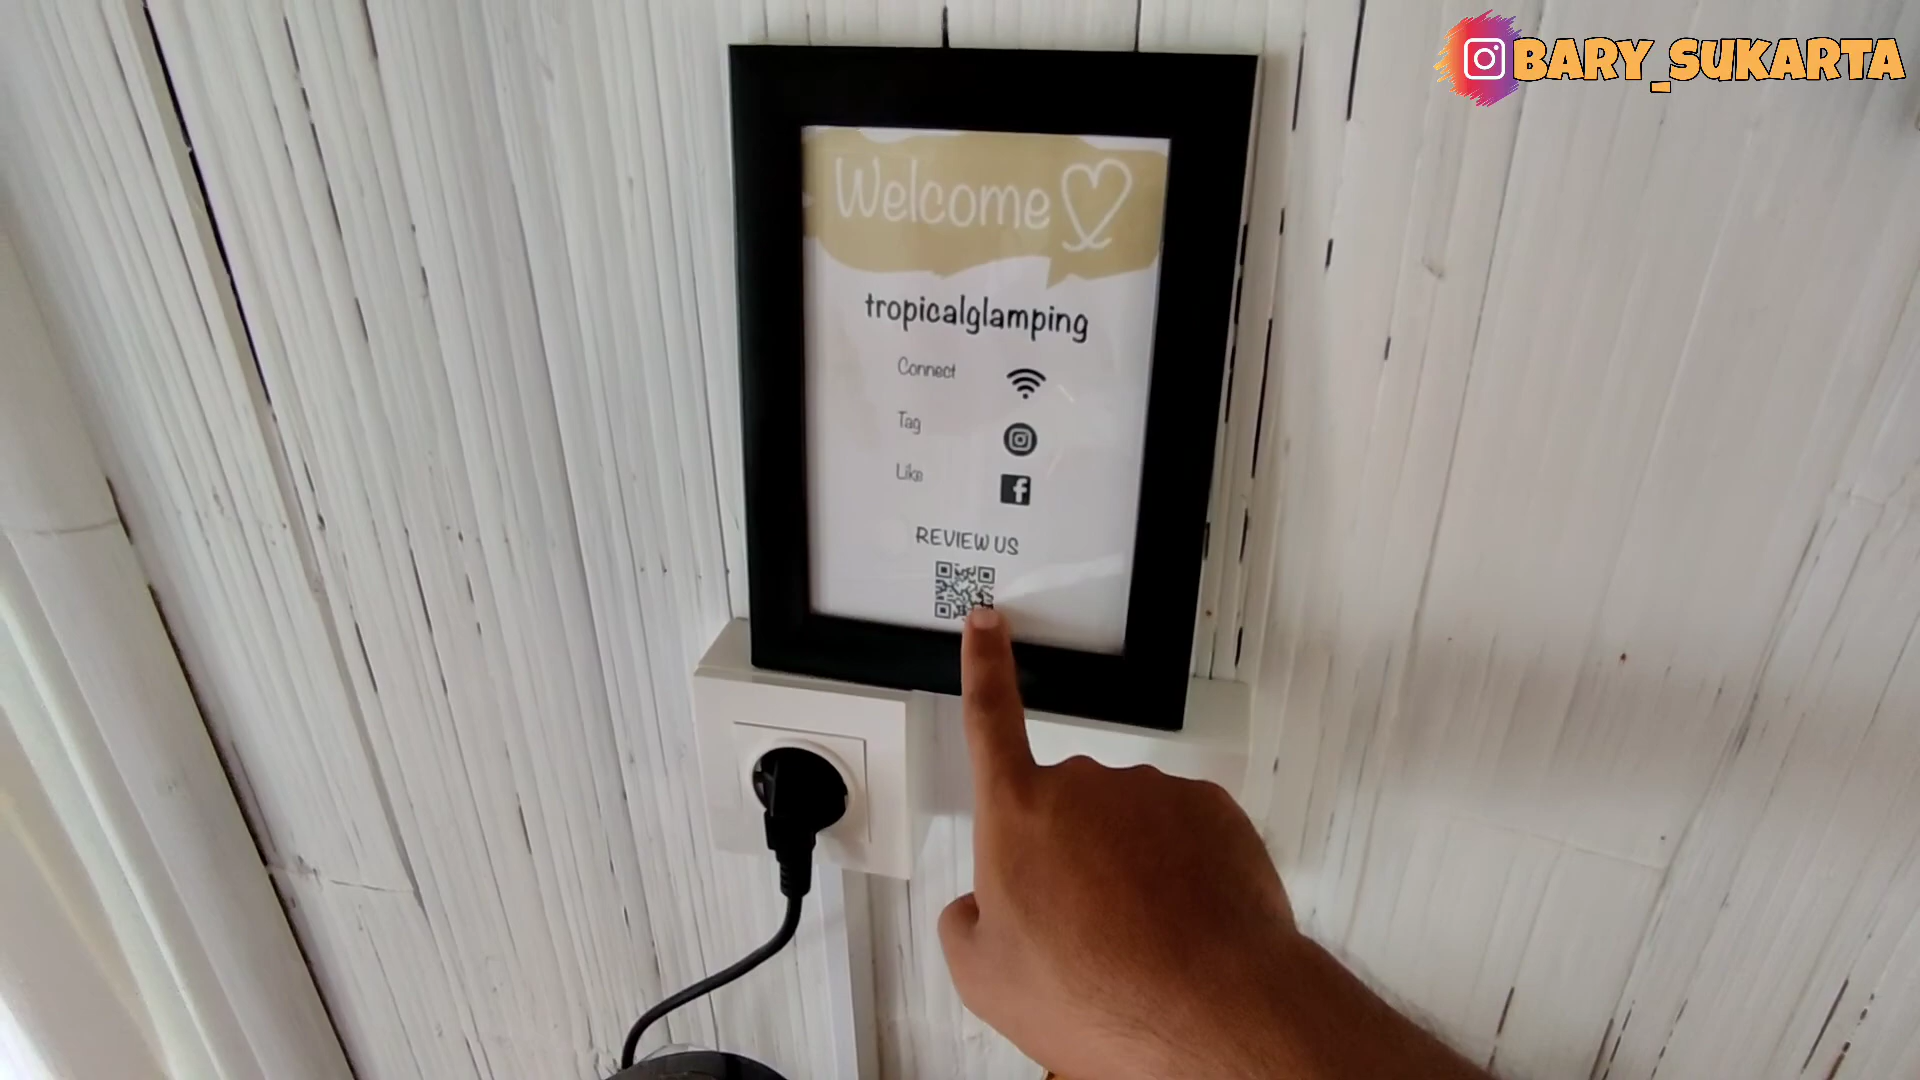 BARY_SUKARTA
Welcome
tropicalglamping
Connect
Tag
Like
REVIEW US